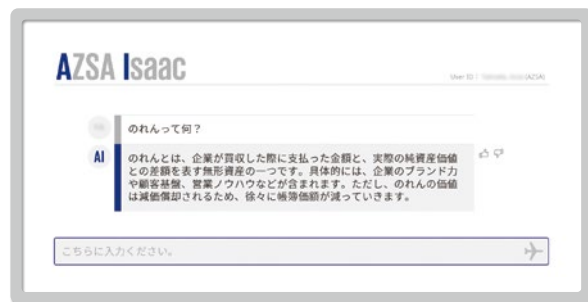 AZSA Isaac
User ID : (AZSA)
のれんって何？
AI
のれんとは、企業が買収した際に支払った金額と、実際の純資産価値
との差額を表す無形資産の一つです。具体的には、企業のブランド力
や顧客基盤、営業ノウハウなどが含まれます。ただし、のれんの価値
は減価償却されるため、徐々に帳簿価額が減っていきます。
こちらに入力ください。